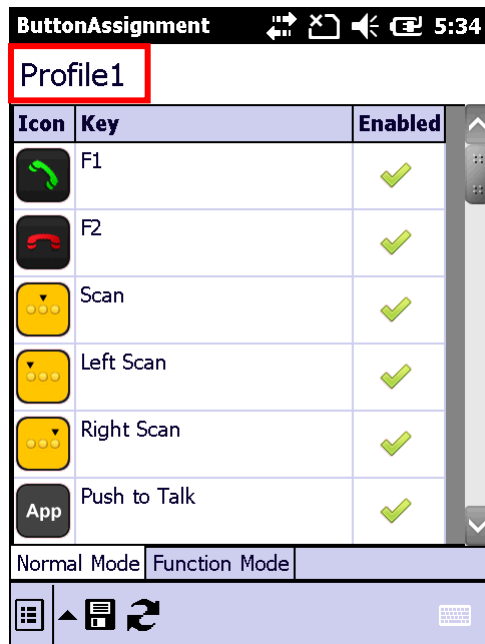 ButtonAssignment 5:34
Profile1
Icon Key Enabled
F1
F2
Scan
Left Scan
Right Scan
App Push to Talk
Normal Mode Function Mode